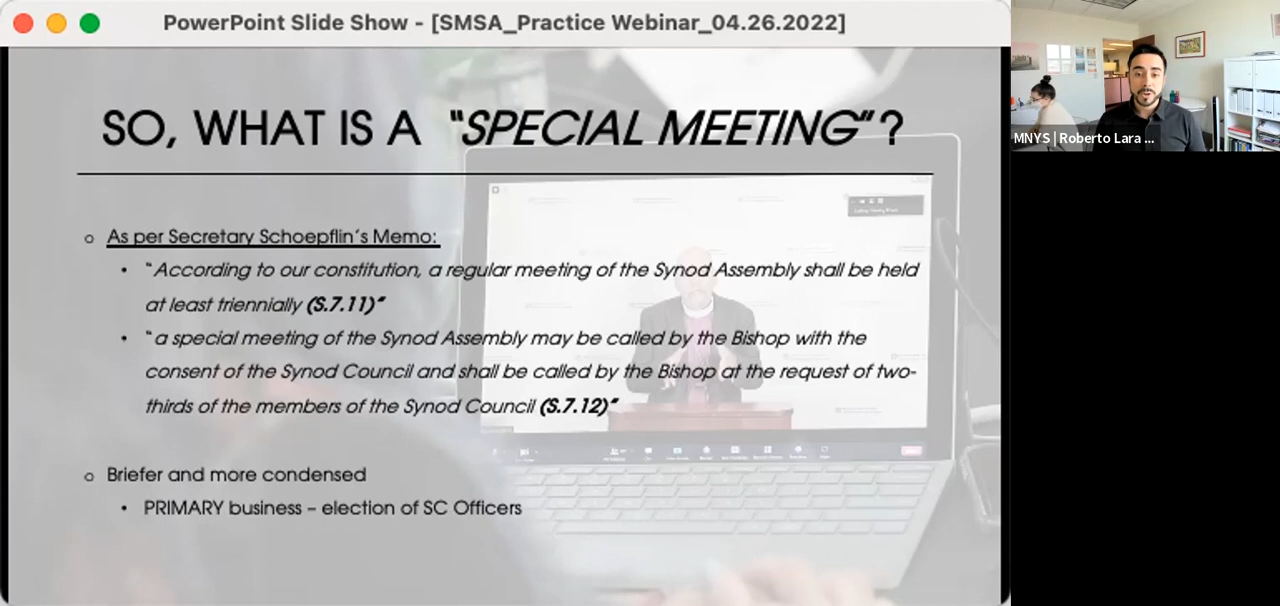 PowerPoint Slide Show - [SMSA_Practice Webinar_04.26.2022]
SO, WHAT IS A “SPECIAL MEETING”?
o As per Secretary Schoepflin’s Memo:
• “According to our constitution, a regular meeting of the Synod Assembly shall be held
at least triennially (S.7.11)”
• “a special meeting of the Synod Assembly may be called by the Bishop with the
consent of the Synod Council and shall be called by the Bishop at the request of two-
thirds of the members of the Synod Council (S.7.12)”
o Briefer and more condensed
• PRIMARY business – election of SC Officers
MNYS | Roberto Lara ...